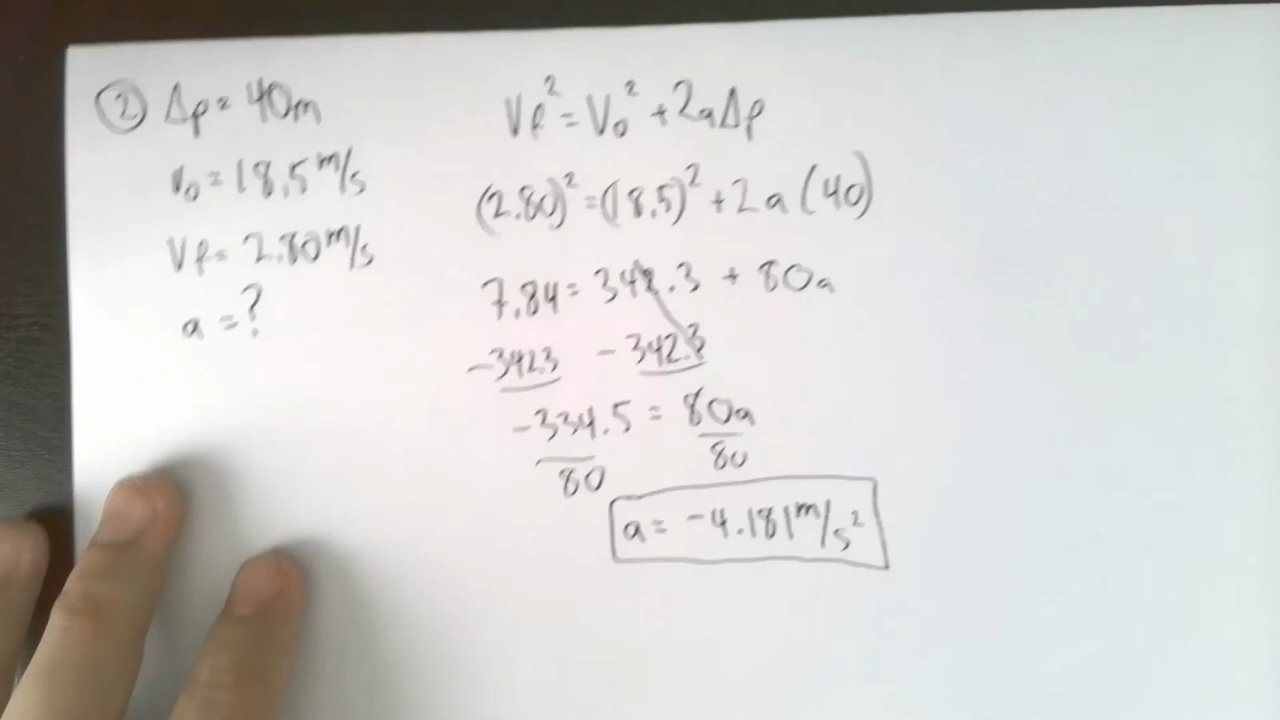 ② Δp = 40m
v₀ = 18.5 m/s
Vf = 2.80 m/s
a = ?
Vf² = V₀² + 2aΔp
(2.80)² = (18.5)² + 2a(40)
7.84 = 342.3 + 80a
-342.3 - 342.3
-334.5 = 80a
80 80
a = -4.181 m/s²